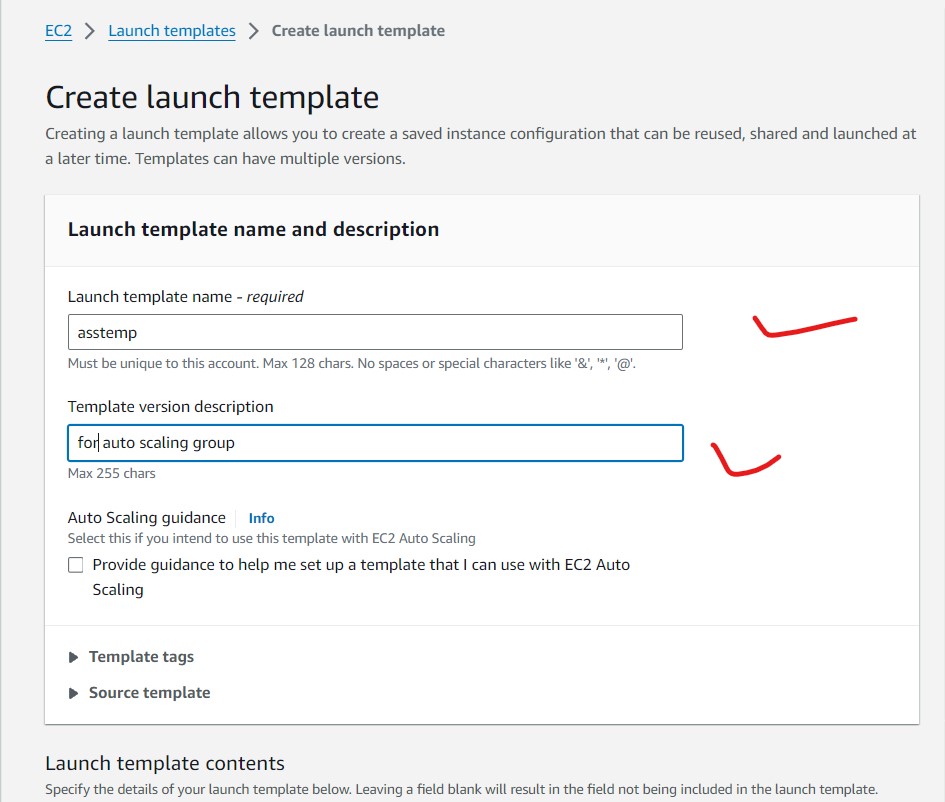 EC2 > Launch templates > Create launch template
Create launch template
Creating a launch template allows you to create a saved instance configuration that can be reused, shared and launched at
a later time. Templates can have multiple versions.
Launch template name and description
Launch template name - required
asstemp
Must be unique to this account. Max 128 chars. No spaces or special characters like '&', '*', '@'.
Template version description
for auto scaling group
Max 255 chars
Auto Scaling guidance Info
Select this if you intend to use this template with EC2 Auto Scaling
Provide guidance to help me set up a template that I can use with EC2 Auto
Scaling
Template tags
Source template
Launch template contents
Specify the details of your launch template below. Leaving a field blank will result in the field not being included in the launch template.